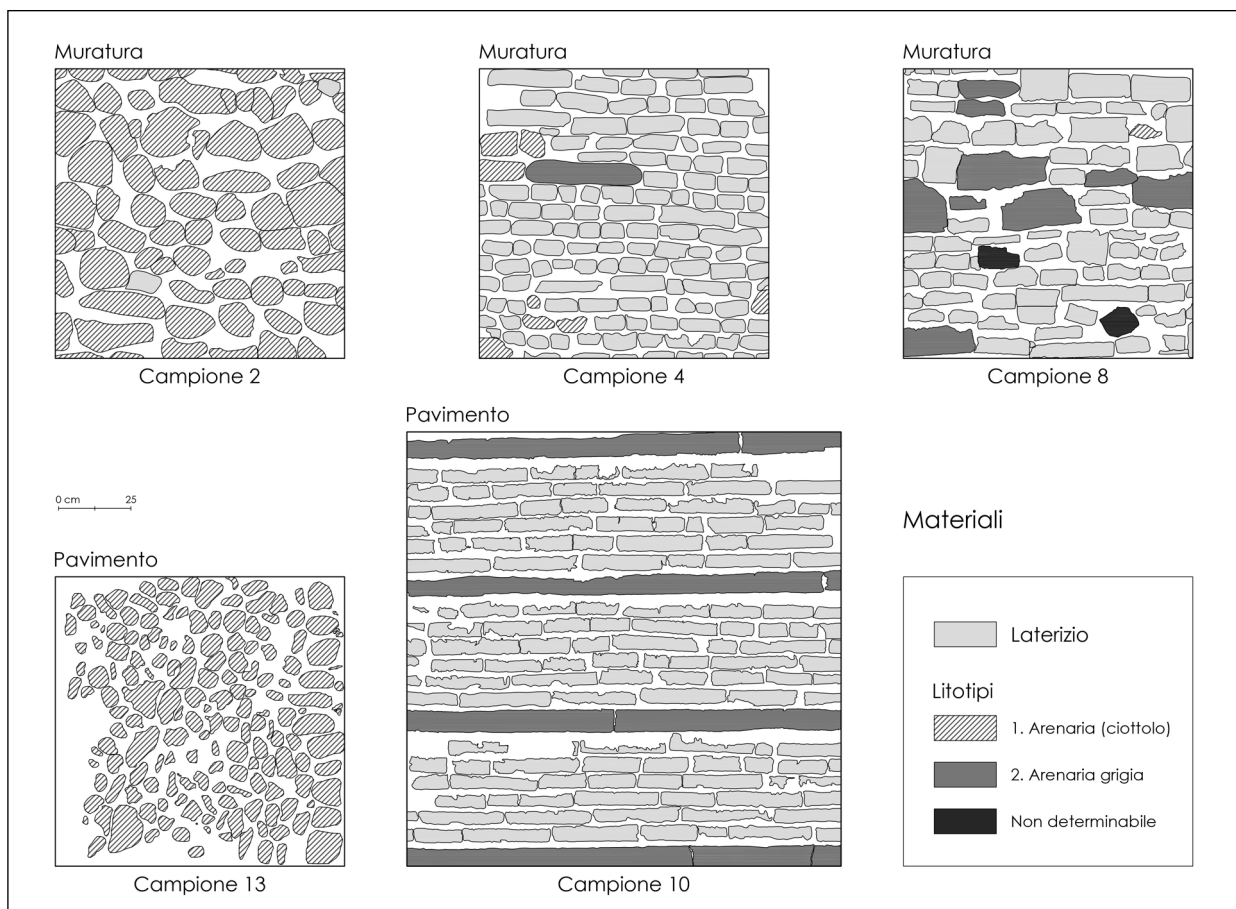 Muratura
Muratura
Muratura
Campione 2
Campione 4
Campione 8
Pavimento
0 cm 25
Pavimento
Materiali
Laterizio
Litotipi
1. Arenaria (ciottolo)
2. Arenaria grigia
Non determinabile
Campione 13
Campione 10